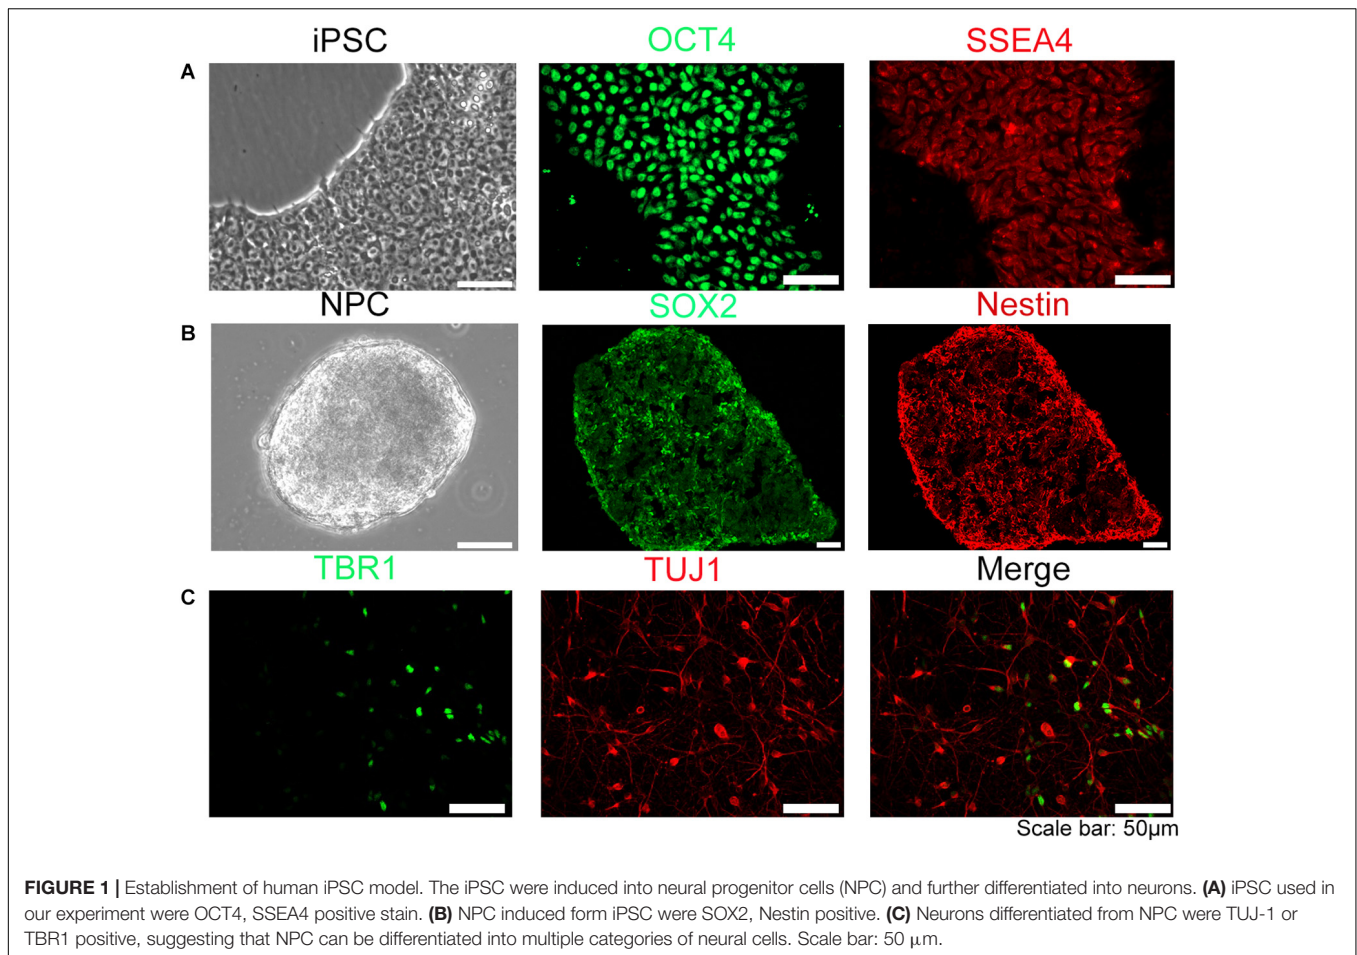 iPSC OCT4 SSEA4
A
NPC SOX2 Nestin
B
TBR1 TUJ1 Merge
C
Scale bar: 50µm
FIGURE 1 | Establishment of human iPSC model. The iPSC were induced into neural progenitor cells (NPC) and further differentiated into neurons. (A) iPSC used in
our experiment were OCT4, SSEA4 positive stain. (B) NPC induced form iPSC were SOX2, Nestin positive. (C) Neurons differentiated from NPC were TUJ-1 or
TBR1 positive, suggesting that NPC can be differentiated into multiple categories of neural cells. Scale bar: 50 µm.